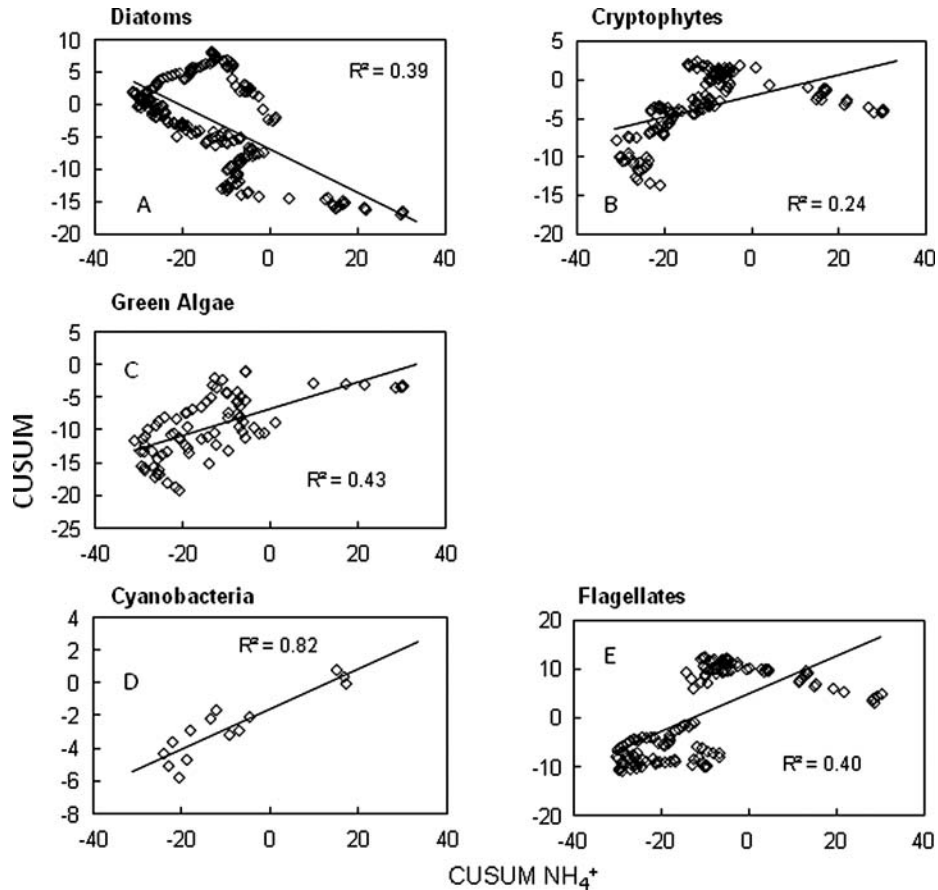 Diatoms
10
5
0
-5
-10
-15
-20
R² = 0.39
A
-40 -20 0 20 40
Cryptophytes
10
5
0
-5
-10
-15
-20
B
R² = 0.24
-40 -20 0 20 40
Green Algae
5
0
-5
-10
-15
-20
-25
C
R² = 0.43
-40 -20 0 20 40
CUSUM
Cyanobacteria
4
2
0
-2
-4
-6
-8
R² = 0.82
D
-40 -20 0 20 40
Flagellates
20
10
0
-10
-20
E
R² = 0.40
-40 -20 0 20 40
CUSUM NH₄⁺